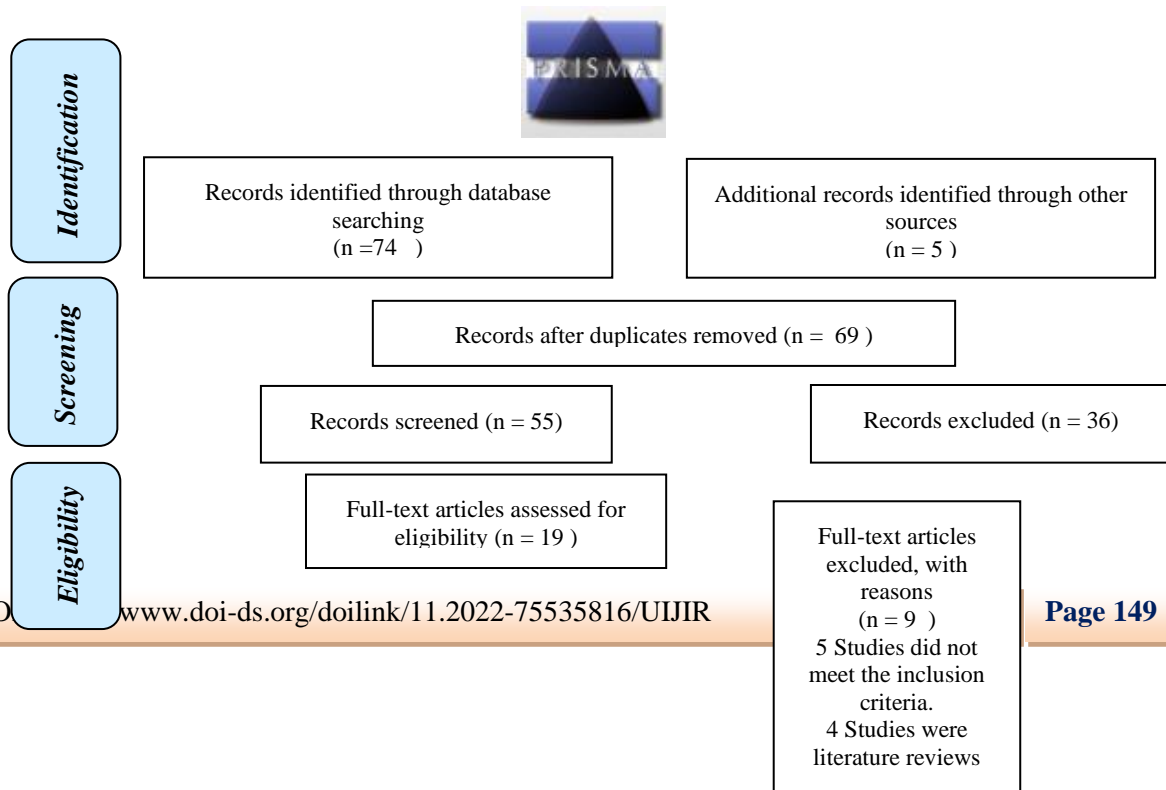 PRISMA
Identification
Records identified through database
searching
(n =74 )
Additional records identified through other
sources
(n = 5 )
Screening
Records after duplicates removed (n = 69 )
Records screened (n = 55)
Records excluded (n = 36)
Eligibility
Full-text articles assessed for
eligibility (n = 19 )
Full-text articles
excluded, with
reasons
(n = 9 )
5 Studies did not
meet the inclusion
criteria.
4 Studies were
literature reviews
www.doi-ds.org/doilink/11.2022-75535816/UIJIR
Page 149